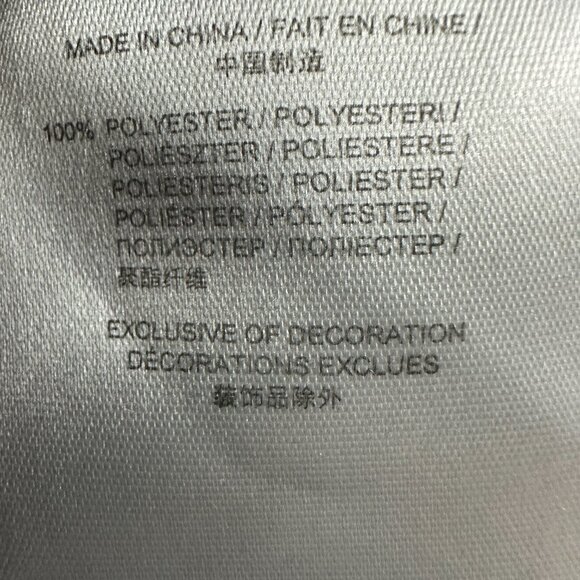 MADE IN CHINA / FAIT EN CHINE /
中国制造
100% POLYESTER / POLYESTERI /
POLIÉSZTER / POLIESTERE /
POLIESTERIS / POLIESTER /
POLIÉSTER / PÓLYESTER /
ПОЛИЭСТЕР / ПОЛІЕСТЕР /
聚酯纤维
EXCLUSIVE OF DECORATION
DÉCORATIONS EXCLUES
装饰品除外